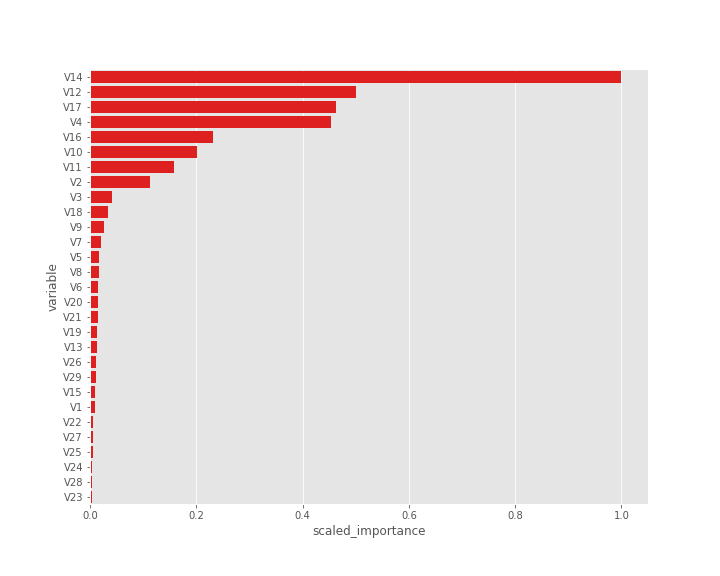 V14
V12
V17
V4
V16
V10
V11
V2
V3
V18
V9
V7
V5
V8
V6
V20
V21
V19
V13
V26
V29
V15
V1
V22
V27
V25
V24
V28
V23
variable
0.0 0.2 0.4 0.6 0.8 1.0
scaled_importance